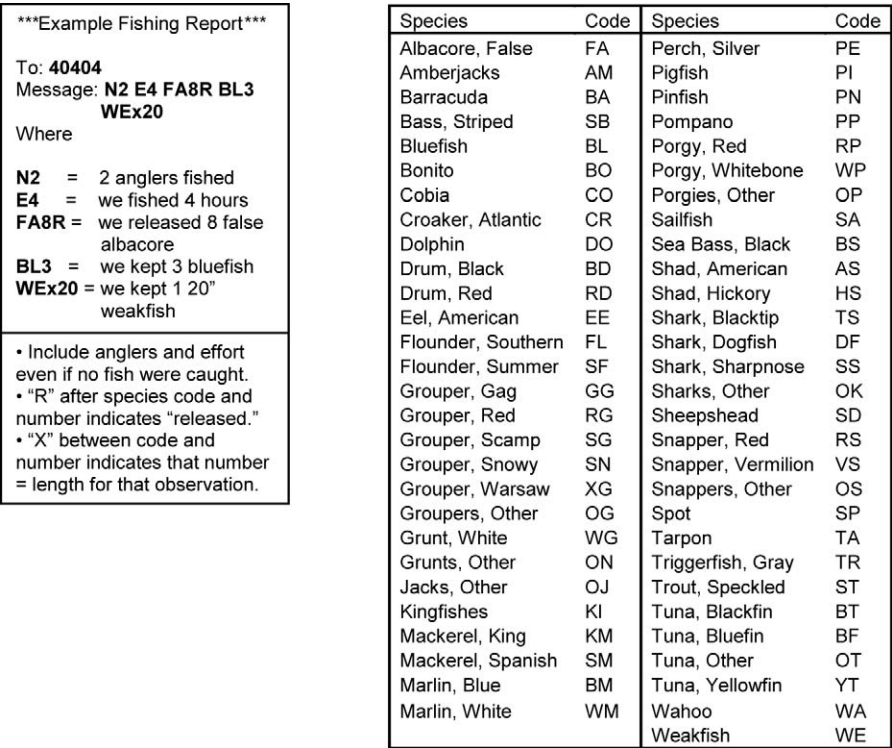 ***Example Fishing Report***
To: 40404
Message: N2 E4 FA8R BL3
WEx20
Where
N2 = 2 anglers fished
E4 = we fished 4 hours
FA8R = we released 8 false
albacore
BL3 = we kept 3 bluefish
WEx20 = we kept 1 20”
weakfish
• Include anglers and effort
even if no fish were caught.
• “R” after species code and
number indicates “released.”
• “X” between code and
number indicates that number
= length for that observation.
Species Code Species Code
Albacore, False FA Perch, Silver PE
Amberjacks AM Pigfish PI
Barracuda BA Pinfish PN
Bass, Striped SB Pompano PP
Bluefish BL Porgy, Red RP
Bonito BO Porgy, Whitebone WP
Cobia CO Porgies, Other OP
Croaker, Atlantic CR Sailfish SA
Dolphin DO Sea Bass, Black BS
Drum, Black BD Shad, American AS
Drum, Red RD Shad, Hickory HS
Eel, American EE Shark, Blacktip TS
Flounder, Southern FL Shark, Dogfish DF
Flounder, Summer SF Shark, Sharpnose SS
Grouper, Gag GG Sharks, Other OK
Grouper, Red RG Sheepshead SD
Grouper, Scamp SG Snapper, Red RS
Grouper, Snowy SN Snapper, Vermilion VS
Grouper, Warsaw XG Snappers, Other OS
Groupers, Other OG Spot SP
Grunt, White WG Tarpon TA
Grunts, Other ON Triggerfish, Gray TR
Jacks, Other OJ Trout, Speckled ST
Kingfishes KI Tuna, Blackfin BT
Mackerel, King KM Tuna, Bluefin BF
Mackerel, Spanish SM Tuna, Other OT
Marlin, Blue BM Tuna, Yellowfin YT
Marlin, White WM Wahoo WA
Weakfish WE